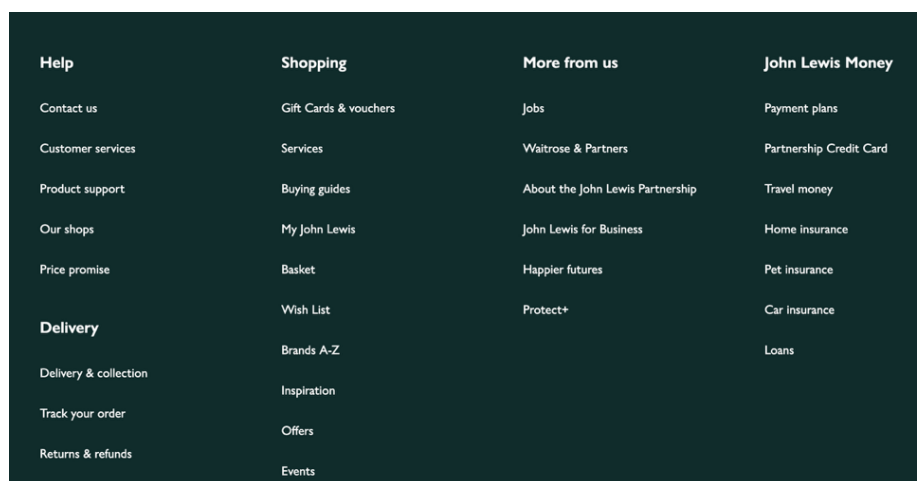 Help
Contact us
Customer services
Product support
Our shops
Price promise
Delivery
Delivery & collection
Track your order
Returns & refunds
Shopping
Gift Cards & vouchers
Services
Buying guides
My John Lewis
Basket
Wish List
Brands A-Z
Inspiration
Offers
Events
More from us
Jobs
Waitrose & Partners
About the John Lewis Partnership
John Lewis for Business
Happier futures
Protect+
John Lewis Money
Payment plans
Partnership Credit Card
Travel money
Home insurance
Pet insurance
Car insurance
Loans